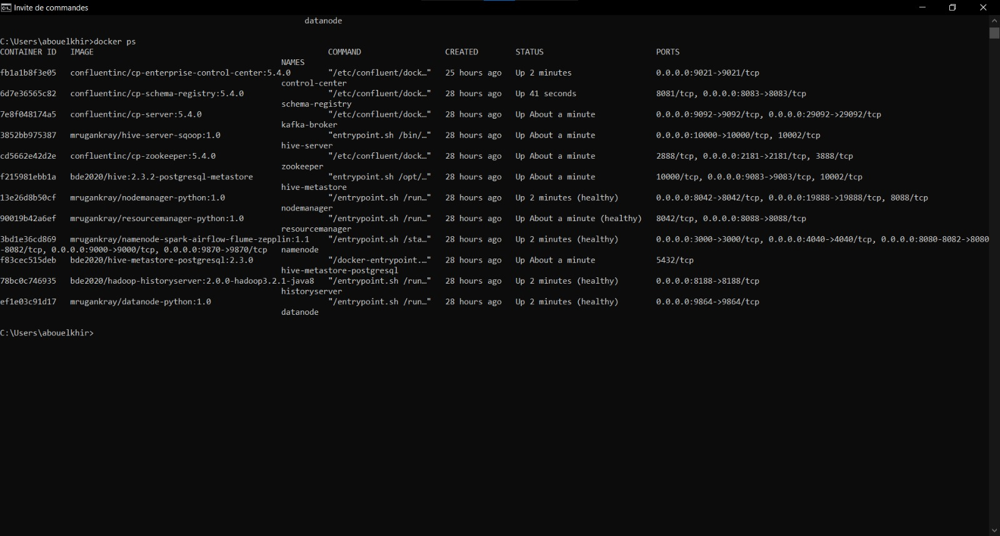 Invite de commandes
datanode
C:\Users\abouelkhir>docker ps
CONTAINER ID   IMAGE   COMMAND   CREATED   STATUS   PORTS
NAMES
fb1a1b8f3e05   confluentinc/cp-enterprise-control-center:5.4.0   "/etc/confluent/dock…"   25 hours ago   Up 2 minutes   0.0.0.0:9021->9021/tcp
control-center
6d7e36565c82   confluentinc/cp-schema-registry:5.4.0   "/etc/confluent/dock…"   28 hours ago   Up 41 seconds   8081/tcp, 0.0.0.0:8083->8083/tcp
schema-registry
7e8f048174a5   confluentinc/cp-server:5.4.0   "/etc/confluent/dock…"   28 hours ago   Up About a minute   0.0.0.0:9092->9092/tcp, 0.0.0.0:29092->29092/tcp
kafka-broker
3852bb975387   mrugankray/hive-server-sqoop:1.0   "entrypoint.sh /bin/…"   28 hours ago   Up About a minute   0.0.0.0:10000->10000/tcp, 10002/tcp
hive-server
cd5662e42d2e   confluentinc/cp-zookeeper:5.4.0   "/etc/confluent/dock…"   28 hours ago   Up About a minute   2888/tcp, 0.0.0.0:2181->2181/tcp, 3888/tcp
zookeeper
f215981ebb1a   bde2020/hive:2.3.2-postgresql-metastore   "entrypoint.sh /opt/…"   28 hours ago   Up About a minute   10000/tcp, 0.0.0.0:9083->9083/tcp, 10002/tcp
hive-metastore
13e26d8b50cf   mrugankray/nodemanager-python:1.0   "/entrypoint.sh /run…"   28 hours ago   Up 2 minutes (healthy)   0.0.0.0:8042->8042/tcp, 0.0.0.0:19888->19888/tcp, 8088/tcp
nodemanager
90019b42a6ef   mrugankray/resourcemanager-python:1.0   "/entrypoint.sh /run…"   28 hours ago   Up About a minute (healthy)   8042/tcp, 0.0.0.0:8088->8088/tcp
resourcemanager
3bd1e36cd869   mrugankray/namenode-spark-airflow-flume-zepplin:1.1   "/entrypoint.sh /sta…"   28 hours ago   Up 2 minutes (healthy)   0.0.0.0:3000->3000/tcp, 0.0.0.0:4040->4040/tcp, 0.0.0.0:8080-8082->8080
-8082/tcp, 0.0.0.0:9000->9000/tcp, 0.0.0.0:9870->9870/tcp   namenode
f83cec515deb   bde2020/hive-metastore-postgresql:2.3.0   "/docker-entrypoint.…"   28 hours ago   Up About a minute   5432/tcp
hive-metastore-postgresql
78bc0c746935   bde2020/hadoop-historyserver:2.0.0-hadoop3.2.1-java8   "/entrypoint.sh /run…"   28 hours ago   Up 2 minutes (healthy)   0.0.0.0:8188->8188/tcp
historyserver
ef1e03c91d17   mrugankray/datanode-python:1.0   "/entrypoint.sh /run…"   28 hours ago   Up 2 minutes (healthy)   0.0.0.0:9864->9864/tcp
datanode
C:\Users\abouelkhir>